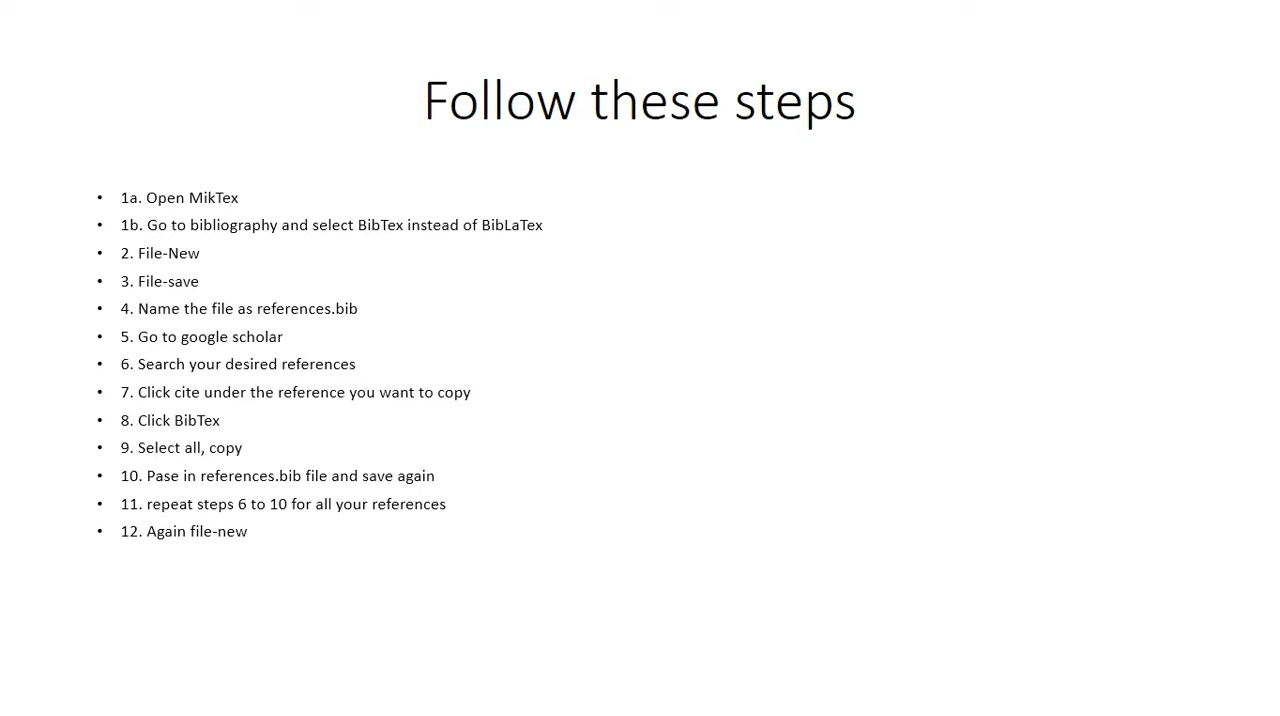 Follow these steps
• 1a. Open MikTex
• 1b. Go to bibliography and select BibTex instead of BibLaTex
• 2. File-New
• 3. File-save
• 4. Name the file as references.bib
• 5. Go to google scholar
• 6. Search your desired references
• 7. Click cite under the reference you want to copy
• 8. Click BibTex
• 9. Select all, copy
• 10. Pase in references.bib file and save again
• 11. repeat steps 6 to 10 for all your references
• 12. Again file-new